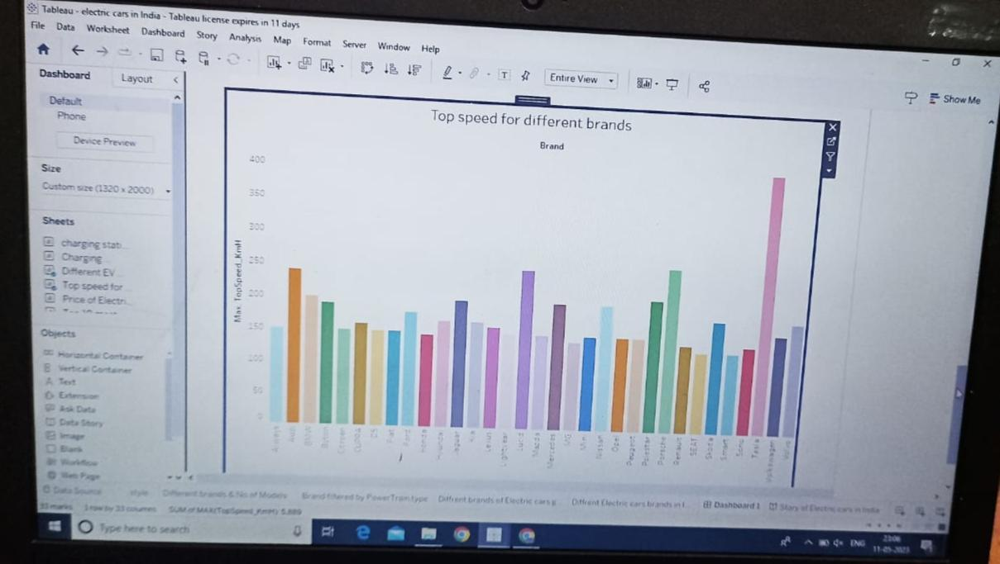 Tableau - electric cars in India - Tableau license expires in 11 days
File Data Worksheet Dashboard Story Analysis Map Format Server Window Help
Entire View
Show Me
Dashboard Layout
Default
Phone
Device Preview
Size
Custom size (1320 x 2000)
Sheets
charging stati...
Charging ...
Different EV ...
Top speed for ...
Price of Electri...
Objects
Horizontal Container
Vertical Container
Text
Extension
Ask Data
Data Story
Image
Blank
Workflow
Web Page
Top speed for different brands
Brand
Max. TopSpeed_KmH
400
350
300
250
200
150
100
50
0
Audi
BMW
Byton
Citroen
CUPRA
DS
Fiat
Ford
Honda
Hyundai
Jaguar
Kia
Lexus
Lightyear
Lucid
Mazda
Mercedes
MG
Mini
Nissan
Opel
Peugeot
Polestar
Porsche
Renault
SEAT
Skoda
Smart
Sono
Tesla
Volkswagen
Volvo
Data Source style Different brands & No of Models Brand filtered by PowerTrain type Diffrent brands of Electric cars Diffrent Electric cars brands in I... Dashboard 1 Story of Electric cars in India
33 marks 1 row by 33 columns SUM of MAX(TopSpeed_KmH): 5,889
Type here to search
ENG
23:06
11-05-2023